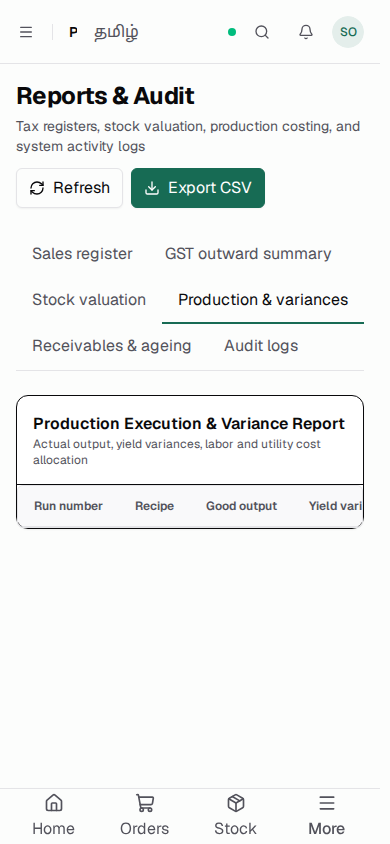 P தமிழ் SO
Reports & Audit
Tax registers, stock valuation, production costing, and
system activity logs
Refresh Export CSV
Sales register GST outward summary
Stock valuation Production & variances
Receivables & ageing Audit logs
Production Execution & Variance Report
Actual output, yield variances, labor and utility cost
allocation
Run number Recipe Good output Yield vari
Home Orders Stock More